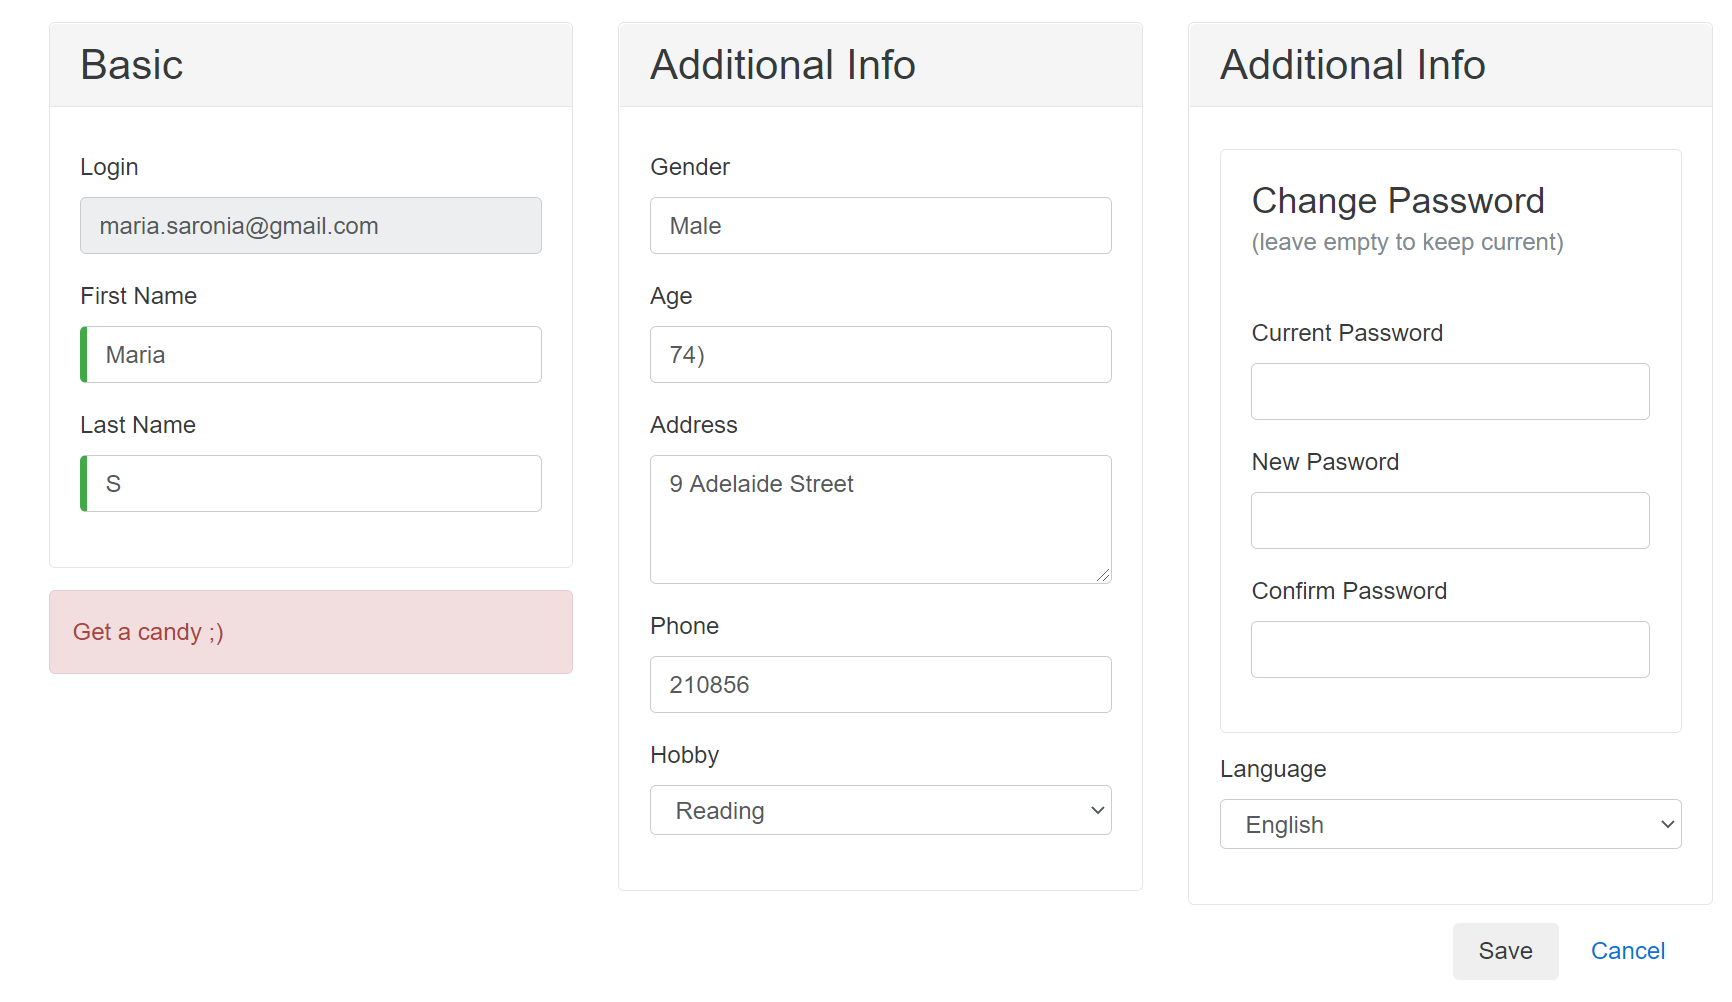 Basic
Login
maria.saronia@gmail.com
First Name
Maria
Last Name
S
Get a candy ;)
Additional Info
Gender
Male
Age
74)
Address
9 Adelaide Street
Phone
210856
Hobby
Reading
Additional Info
Change Password
(leave empty to keep current)
Current Password
New Pasword
Confirm Password
Language
English
Save
Cancel